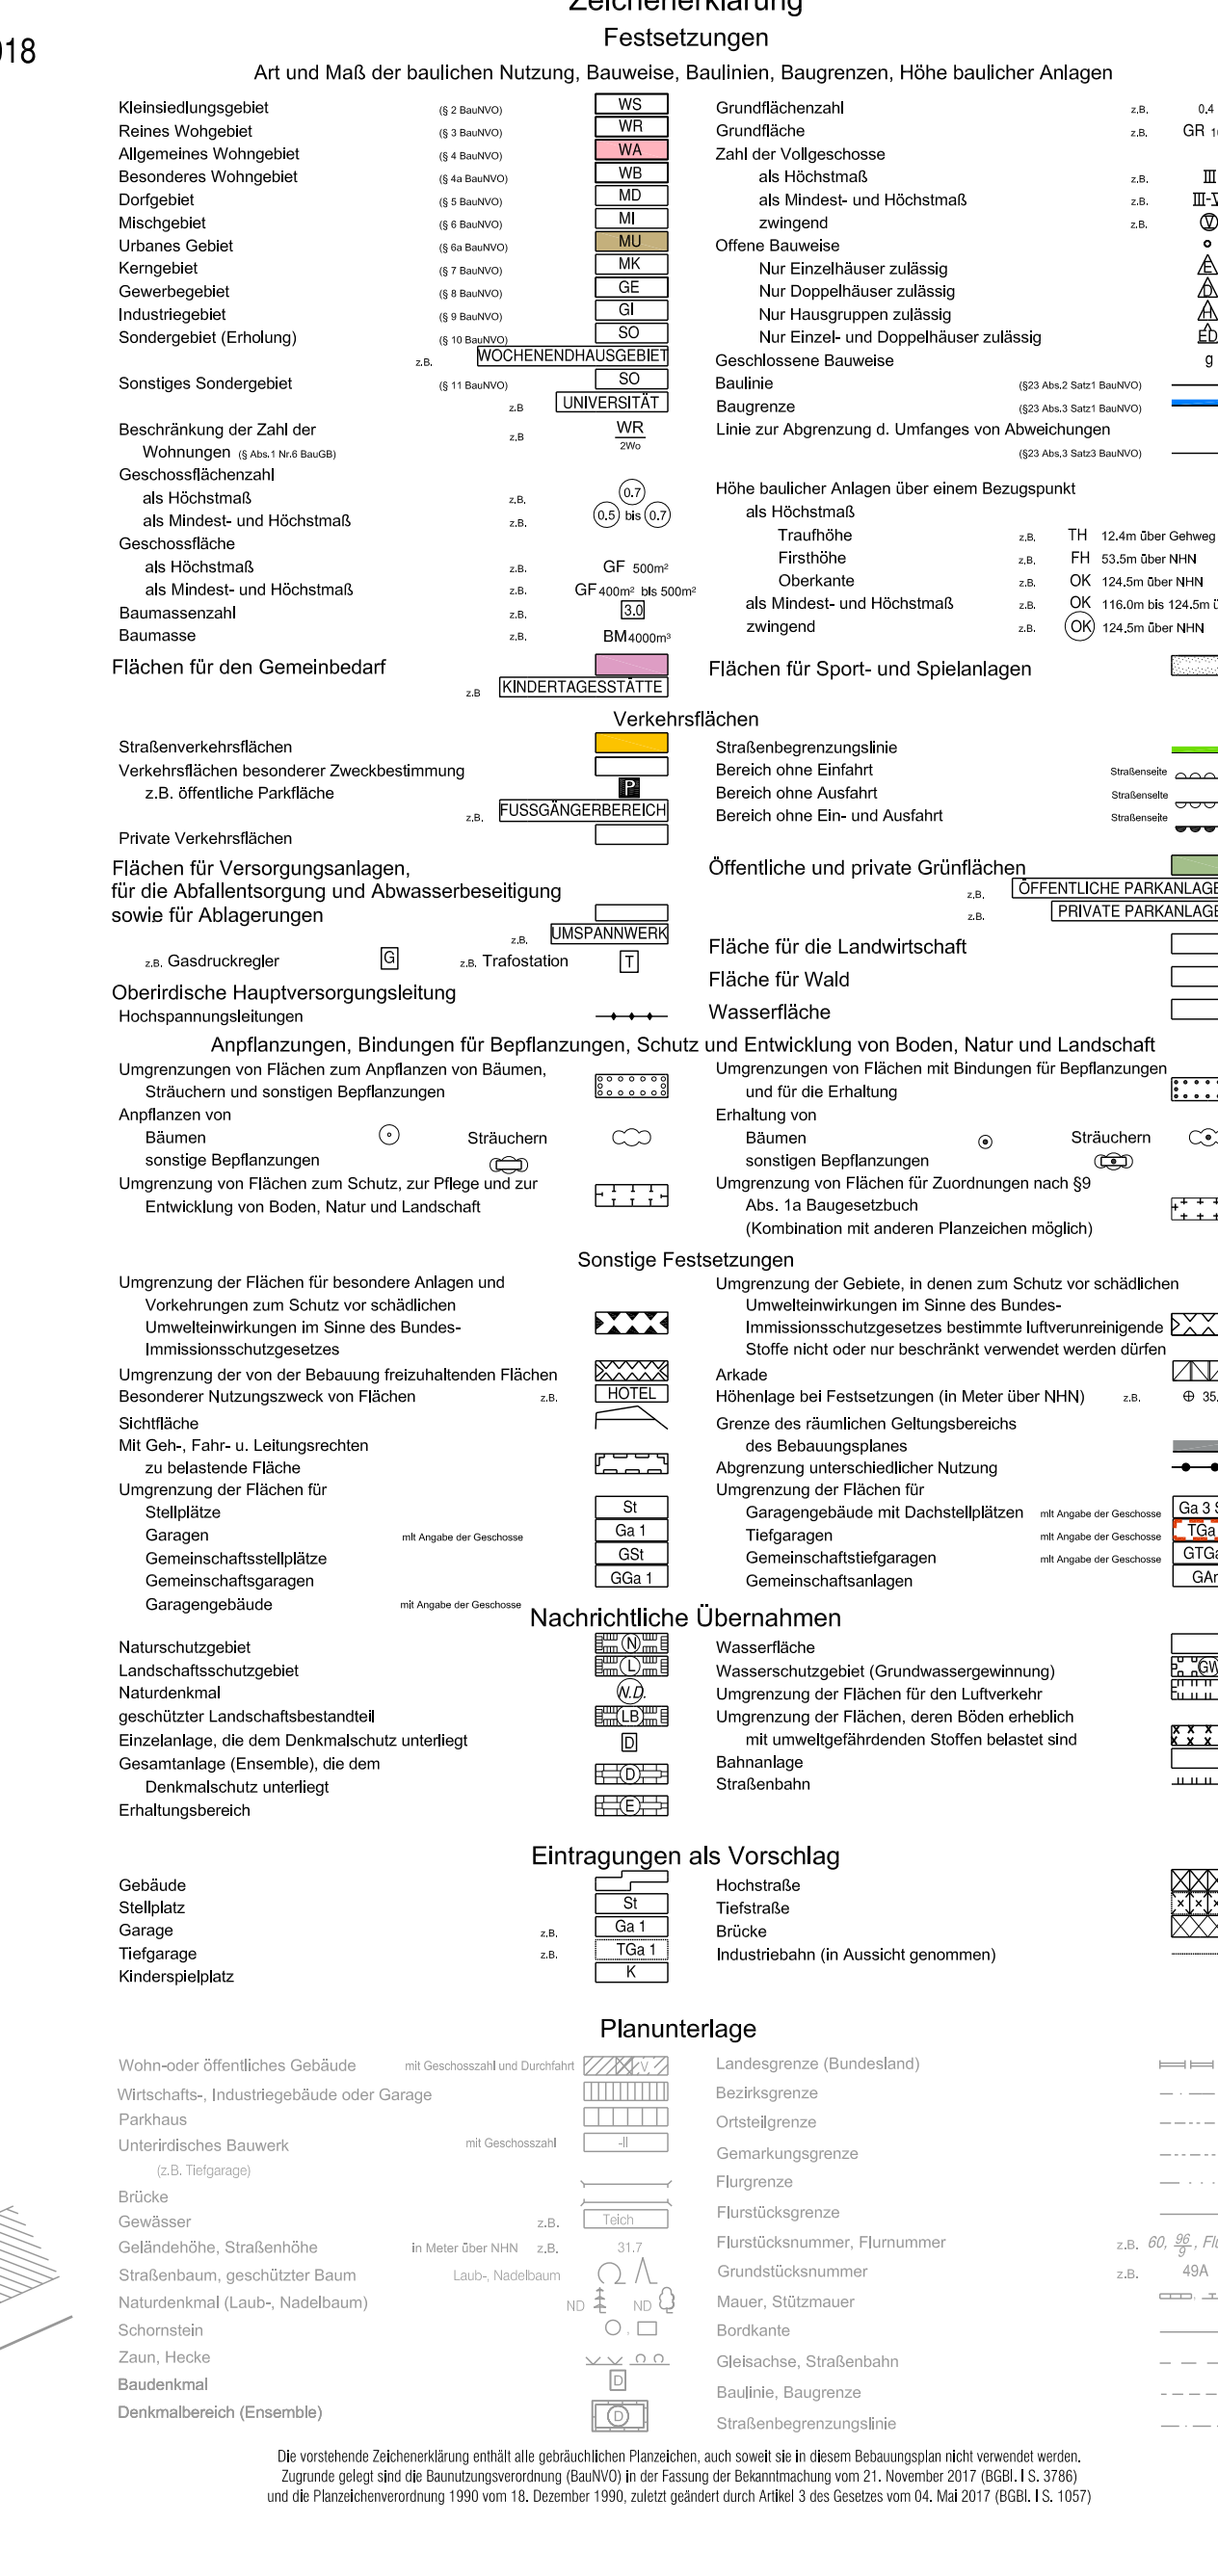 Zeichenerklärung
018
Festsetzungen
Art und Maß der baulichen Nutzung, Bauweise, Baulinien, Baugrenzen, Höhe baulicher Anlagen
Kleinsiedlungsgebiet (§ 2 BauNVO) WS
Reines Wohgebiet (§ 3 BauNVO) WR
Allgemeines Wohngebiet (§ 4 BauNVO) WA
Besonderes Wohngebiet (§ 4a BauNVO) WB
Dorfgebiet (§ 5 BauNVO) MD
Mischgebiet (§ 6 BauNVO) MI
Urbanes Gebiet (§ 6a BauNVO) MU
Kerngebiet (§ 7 BauNVO) MK
Gewerbegebiet (§ 8 BauNVO) GE
Industriegebiet (§ 9 BauNVO) GI
Sondergebiet (Erholung) (§ 10 BauNVO) SO
z.B. WOCHENENDHAUSGEBIET
Sonstiges Sondergebiet (§ 11 BauNVO) SO
z.B UNIVERSITÄT
Beschränkung der Zahl der z.B WR
Wohnungen (§ Abs.1 Nr.6 BauGB) 2Wo
Geschossflächenzahl
als Höchstmaß z.B. 0.7
als Mindest- und Höchstmaß z.B. 0.5 bis 0.7
Geschossfläche
als Höchstmaß z.B. GF 500m²
als Mindest- und Höchstmaß z.B. GF 400m² bis 500m²
Baumassenzahl z.B. 3.0
Baumasse z.B. BM 4000m³
Grundflächenzahl z.B. 0.4
Grundfläche z.B. GR
Zahl der Vollgeschosse
als Höchstmaß z.B. III
als Mindest- und Höchstmaß z.B. III-V
zwingend z.B. V
Offene Bauweise o
Nur Einzelhäuser zulässig E
Nur Doppelhäuser zulässig D
Nur Hausgruppen zulässig H
Nur Einzel- und Doppelhäuser zulässig ED
Geschlossene Bauweise g
Baulinie (§23 Abs.2 Satz1 BauNVO)
Baugrenze (§23 Abs.3 Satz1 BauNVO)
Linie zur Abgrenzung d. Umfanges von Abweichungen
(§23 Abs.3 Satz3 BauNVO)
Höhe baulicher Anlagen über einem Bezugspunkt
als Höchstmaß
Traufhöhe z.B. TH 12.4m über Gehweg
Firsthöhe z.B. FH 53.5m über NHN
Oberkante z.B. OK 124.5m über NHN
als Mindest- und Höchstmaß z.B. OK 116.0m bis 124.5m ü
zwingend z.B. OK 124.5m über NHN
Flächen für den Gemeinbedarf
z.B KINDERTAGESSTÄTTE
Flächen für Sport- und Spielanlagen
Verkehrsflächen
Straßenverkehrsflächen
Verkehrsflächen besonderer Zweckbestimmung
z.B. öffentliche Parkfläche P
z.B. FUSSGÄNGERBEREICH
Private Verkehrsflächen
Straßenbegrenzungslinie
Bereich ohne Einfahrt Straßenseite
Bereich ohne Ausfahrt Straßenseite
Bereich ohne Ein- und Ausfahrt Straßenseite
Flächen für Versorgungsanlagen,
für die Abfallentsorgung und Abwasserbeseitigung
sowie für Ablagerungen
z.B. UMSPANNWERK
z.B. Gasdruckregler G z.B. Trafostation T
Oberirdische Hauptversorgungsleitung
Hochspannungsleitungen
Öffentliche und private Grünflächen
z.B. ÖFFENTLICHE PARKANLAGE
z.B. PRIVATE PARKANLAGE
Fläche für die Landwirtschaft
Fläche für Wald
Wasserfläche
Anpflanzungen, Bindungen für Bepflanzungen, Schutz und Entwicklung von Boden, Natur und Landschaft
Umgrenzungen von Flächen zum Anpflanzen von Bäumen,
Sträuchern und sonstigen Bepflanzungen
Anpflanzen von
Bäumen Sträuchern
sonstige Bepflanzungen
Umgrenzung von Flächen zum Schutz, zur Pflege und zur
Entwicklung von Boden, Natur und Landschaft
Umgrenzungen von Flächen mit Bindungen für Bepflanzungen
und für die Erhaltung
Erhaltung von
Bäumen Sträuchern
sonstigen Bepflanzungen
Umgrenzung von Flächen für Zuordnungen nach §9
Abs. 1a Baugesetzbuch
(Kombination mit anderen Planzeichen möglich)
Sonstige Festsetzungen
Umgrenzung der Flächen für besondere Anlagen und
Vorkehrungen zum Schutz vor schädlichen
Umwelteinwirkungen im Sinne des Bundes-
Immissionsschutzgesetzes
Umgrenzung der von der Bebauung freizuhaltenden Flächen
Besonderer Nutzungszweck von Flächen z.B. HOTEL
Sichtfläche
Mit Geh-, Fahr- u. Leitungsrechten
zu belastende Fläche
Umgrenzung der Flächen für
Stellplätze St
Garagen mit Angabe der Geschosse Ga 1
Gemeinschaftsstellplätze GSt
Gemeinschaftsgaragen GGa 1
Garagengebäude mit Angabe der Geschosse
Umgrenzung der Gebiete, in denen zum Schutz vor schädlichen
Umwelteinwirkungen im Sinne des Bundes-
Immissionsschutzgesetzes bestimmte luftverunreinigende
Stoffe nicht oder nur beschränkt verwendet werden dürfen
Arkade
Höhenlage bei Festsetzungen (in Meter über NHN) z.B. 35.
Grenze des räumlichen Geltungsbereichs
des Bebauungsplanes
Abgrenzung unterschiedlicher Nutzung
Umgrenzung der Flächen für
Garagengebäude mit Dachstellplätzen mit Angabe der Geschosse Ga 3 S
Tiefgaragen mit Angabe der Geschosse TGa
Gemeinschaftstiefgaragen mit Angabe der Geschosse GTGa
Gemeinschaftsanlagen GAn
Nachrichtliche Übernahmen
Naturschutzgebiet N
Landschaftsschutzgebiet L
Naturdenkmal N.D.
geschützter Landschaftsbestandteil LB
Einzelanlage, die dem Denkmalschutz unterliegt D
Gesamtanlage (Ensemble), die dem
Denkmalschutz unterliegt D
Erhaltungsbereich E
Wasserfläche
Wasserschutzgebiet (Grundwassergewinnung) GW
Umgrenzung der Flächen für den Luftverkehr
Umgrenzung der Flächen, deren Böden erheblich
mit umweltgefährdenden Stoffen belastet sind
Bahnanlage
Straßenbahn
Eintragungen als Vorschlag
Gebäude
Stellplatz St
Garage z.B. Ga 1
Tiefgarage z.B. TGa 1
Kinderspielplatz K
Hochstraße
Tiefstraße
Brücke
Industriebahn (in Aussicht genommen)
Planunterlage
Wohn-oder öffentliches Gebäude mit Geschosszahl und Durchfahrt V
Wirtschafts-, Industriegebäude oder Garage
Parkhaus
Unterirdisches Bauwerk mit Geschosszahl -II
(z.B. Tiefgarage)
Brücke
Gewässer z.B. Teich
Geländehöhe, Straßenhöhe in Meter über NHN z.B. 31.7
Straßenbaum, geschützter Baum Laub-, Nadelbaum
Naturdenkmal (Laub-, Nadelbaum) ND ND
Schornstein
Zaun, Hecke
Baudenkmal D
Denkmalbereich (Ensemble) D
Landesgrenze (Bundesland)
Bezirksgrenze
Ortsteilgrenze
Gemarkungsgrenze
Flurgrenze
Flurstücksgrenze
Flurstücksnummer, Flurnummer z.B. 60, 96/9, Flu
Grundstücksnummer z.B. 49A
Mauer, Stützmauer
Bordkante
Gleisachse, Straßenbahn
Baulinie, Baugrenze
Straßenbegrenzungslinie
Die vorstehende Zeichenerklärung enthält alle gebräuchlichen Planzeichen, auch soweit sie in diesem Bebauungsplan nicht verwendet werden.
Zugrunde gelegt sind die Baunutzungsverordnung (BauNVO) in der Fassung der Bekanntmachung vom 21. November 2017 (BGBl. I S. 3786)
und die Planzeichenverordnung 1990 vom 18. Dezember 1990, zuletzt geändert durch Artikel 3 des Gesetzes vom 04. Mai 2017 (BGBl. I S. 1057)